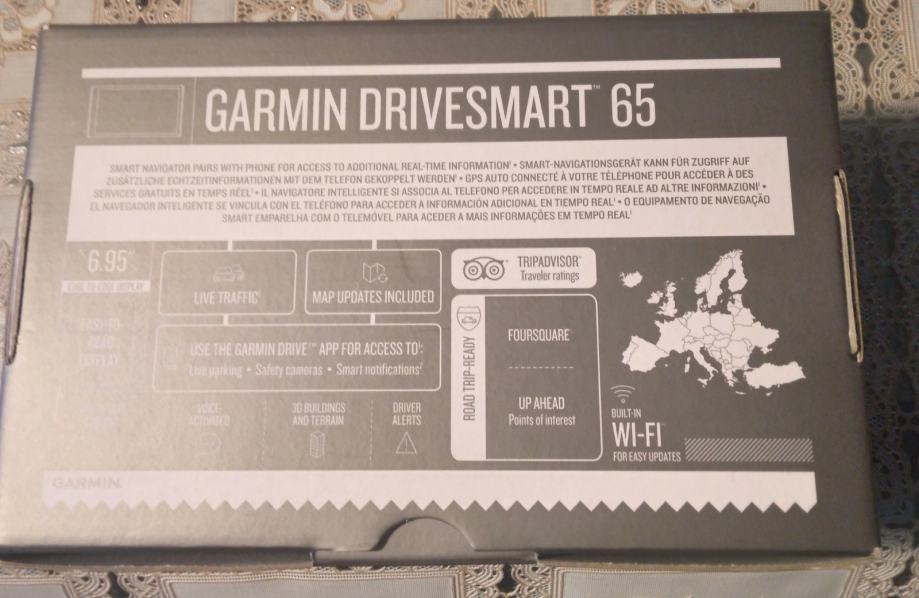 GARMIN DRIVESMART™ 65
SMART NAVIGATOR PAIRS WITH PHONE FOR ACCESS TO ADDITIONAL REAL-TIME INFORMATION¹ • SMART-NAVIGATIONSGERÄT KANN FÜR ZUGRIFF AUF
ZUSÄTZLICHE ECHTZEITINFORMATIONEN MIT DEM TELEFON GEKOPPELT WERDEN¹ • GPS AUTO CONNECTÉ À VOTRE TÉLÉPHONE POUR ACCÉDER À DES
SERVICES GRATUITS EN TEMPS RÉEL¹ • IL NAVIGATORE INTELLIGENTE SI ASSOCIA AL TELEFONO PER ACCEDERE IN TEMPO REALE AD ALTRE INFORMAZIONI¹ •
EL NAVEGADOR INTELIGENTE SE VINCULA CON EL TELÉFONO PARA ACCEDER A INFORMACIÓN ADICIONAL EN TIEMPO REAL¹ • O EQUIPAMENTO DE NAVEGAÇÃO
SMART EMPARELHA COM O TELEMÓVEL PARA ACEDER A MAIS INFORMAÇÕES EM TEMPO REAL¹
6.95"
EDGE-TO-EDGE DISPLAY
EASY-TO-
READ
DISPLAY
LIVE TRAFFIC¹
MAP UPDATES INCLUDED
USE THE GARMIN DRIVE™ APP FOR ACCESS TO¹:
Live parking • Safety cameras • Smart notifications²
VOICE-
ACTIVATED
3D BUILDINGS
AND TERRAIN
DRIVER
ALERTS
TRIPADVISOR®
Traveler ratings
ROAD TRIP-READY
FOURSQUARE®
UP AHEAD
Points of interest
BUILT-IN
WI-FI®
FOR EASY UPDATES
GARMIN.